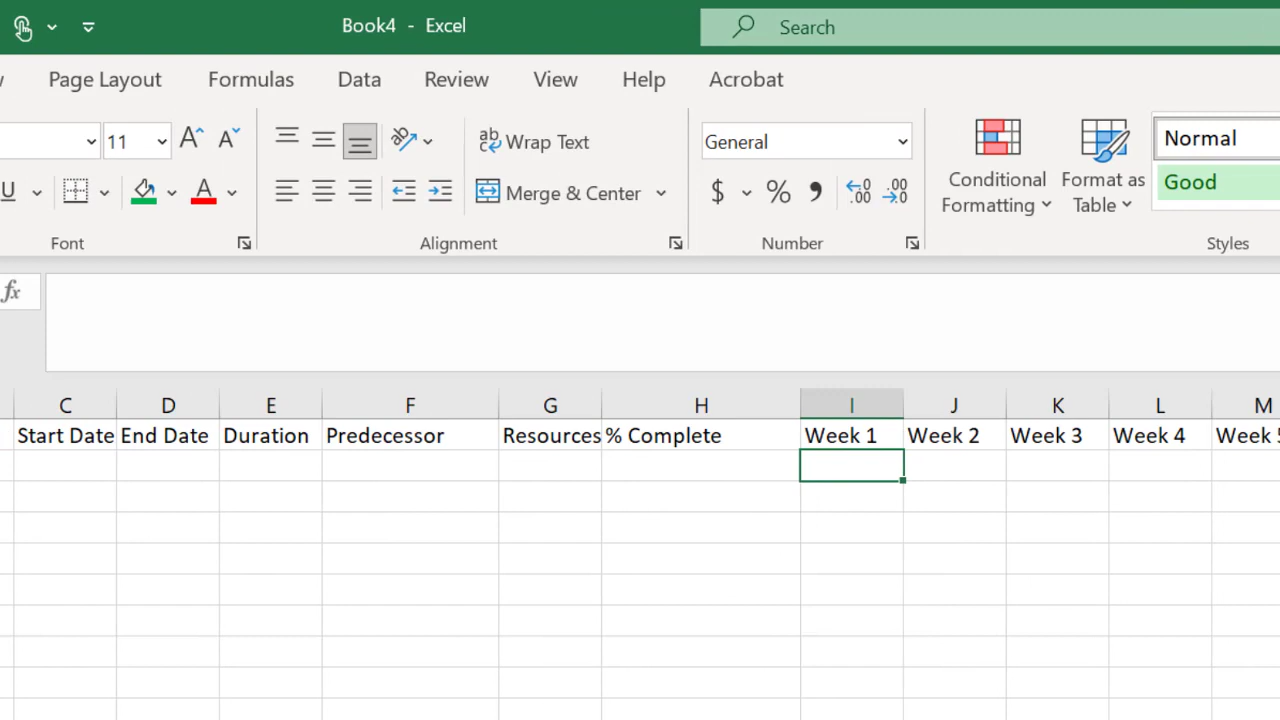 Book4 - Excel
Search
Page Layout Formulas Data Review View Help Acrobat
11
Wrap Text
General
Conditional Formatting
Format as Table
Normal
Good
U
Merge & Center
$ % , .00 .00
Font Alignment Number Styles
fx
C D E F G H I J K L M
Start Date End Date Duration Predecessor Resources % Complete Week 1 Week 2 Week 3 Week 4 Week 5